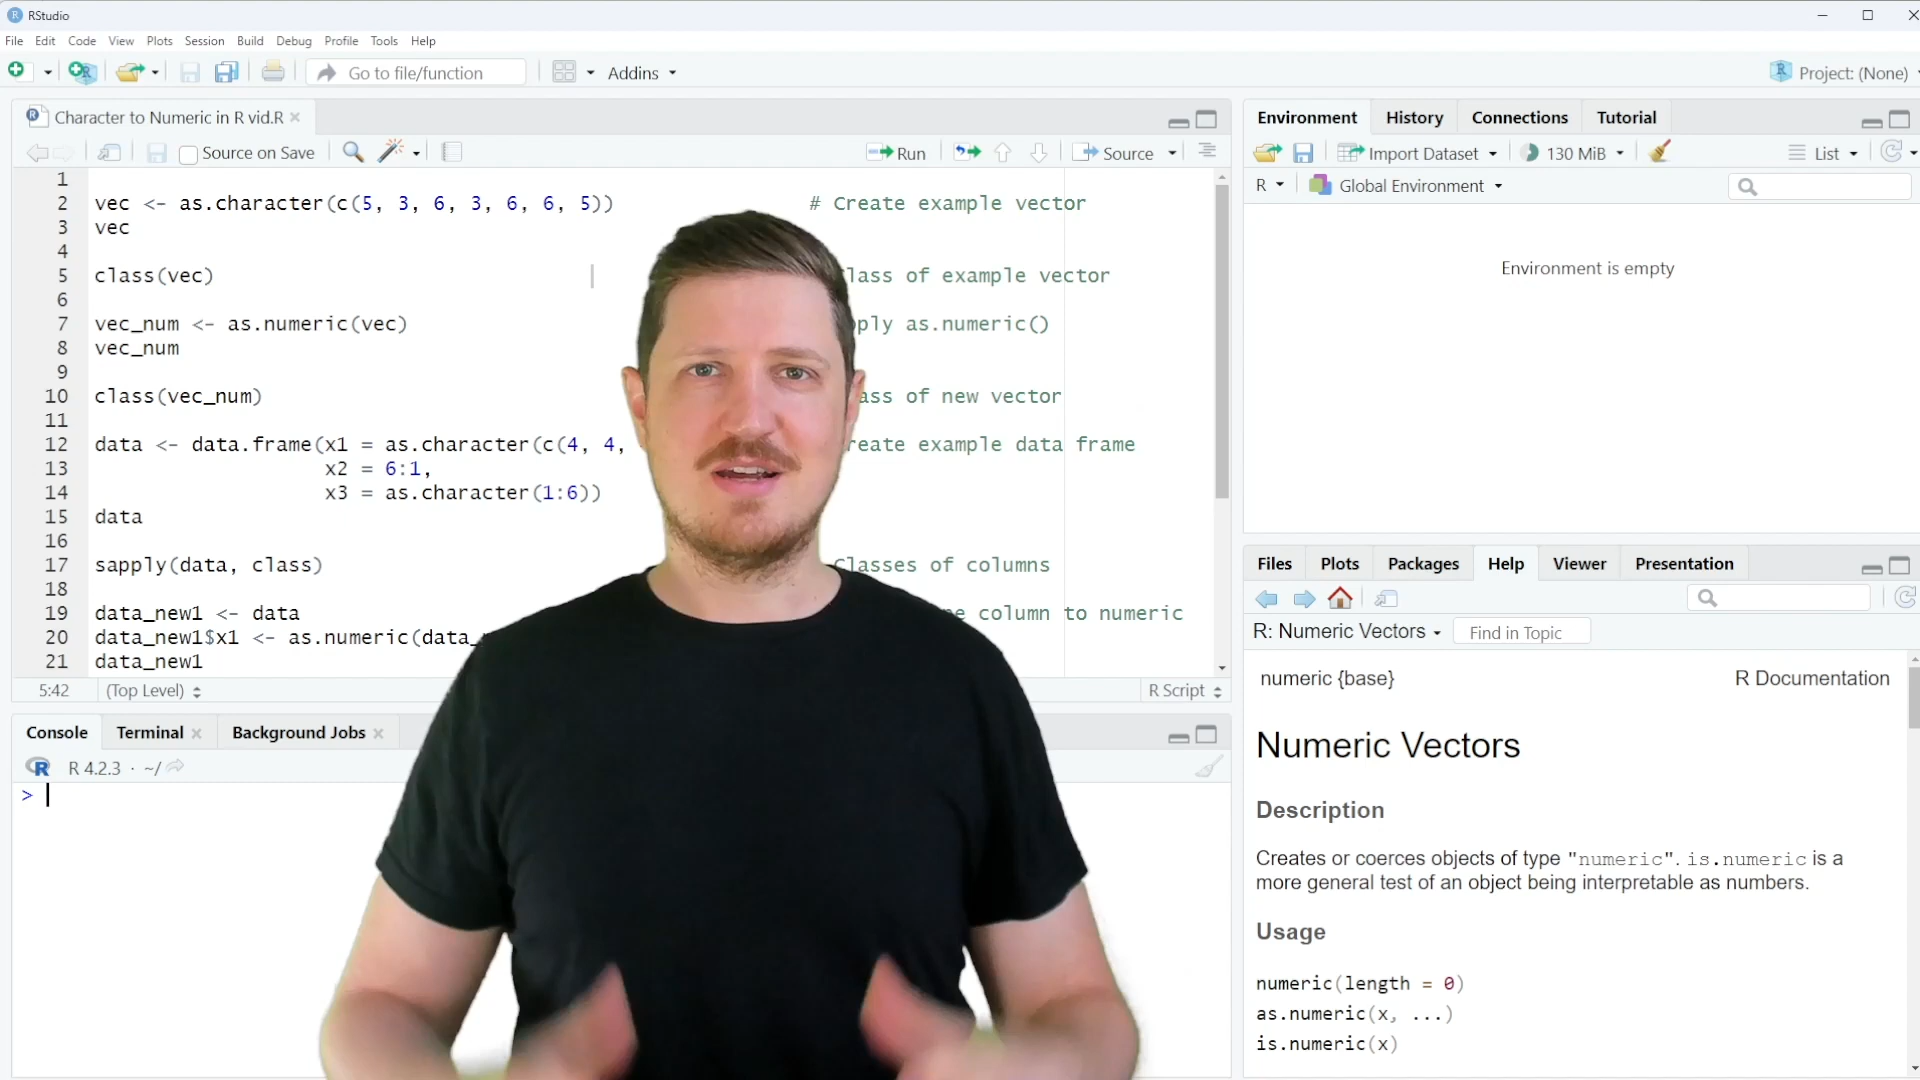 RStudio
File Edit Code View Plots Session Build Debug Profile Tools Help
Go to file/function Addins Project: (None)
Character to Numeric in R vid.R
Source on Save Run Source
1
2 vec <- as.character(c(5, 3, 6, 3, 6, 6, 5)) # Create example vector
3 vec
4
5 class(vec) lass of example vector
6
7 vec_num <- as.numeric(vec) pply as.numeric()
8 vec_num
9
10 class(vec_num) ass of new vector
11
12 data <- data.frame(x1 = as.character(c(4, 4, reate example data frame
13 x2 = 6:1,
14 x3 = as.character(1:6))
15 data
16
17 sapply(data, class) Classes of columns
18
19 data_new1 <- data column to numeric
20 data_new1$x1 <- as.numeric(data_
21 data_new1
5:42 (Top Level) R Script
Console Terminal Background Jobs
R 4.2.3 · ~/
>
Environment History Connections Tutorial
Import Dataset 130 MiB List
R Global Environment
Environment is empty
Files Plots Packages Help Viewer Presentation
R: Numeric Vectors Find in Topic
numeric {base} R Documentation
Numeric Vectors
Description
Creates or coerces objects of type "numeric". is.numeric is a
more general test of an object being interpretable as numbers.
Usage
numeric(length = 0)
as.numeric(x, ...)
is.numeric(x)